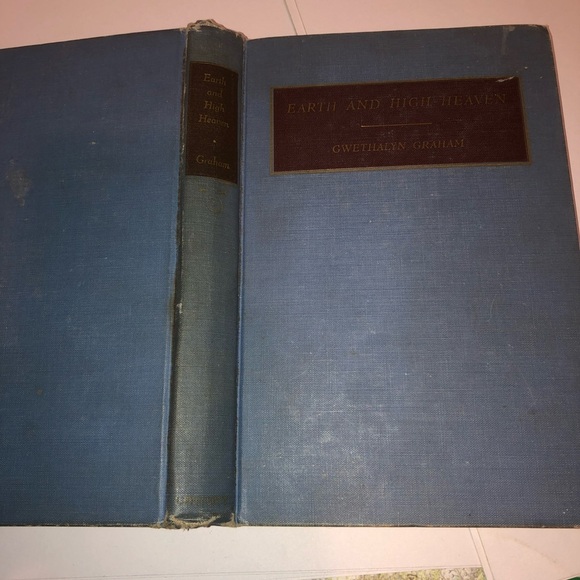 Earth
and
High
Heaven
Graham
EARTH AND HIGH HEAVEN
GWETHALYN GRAHAM